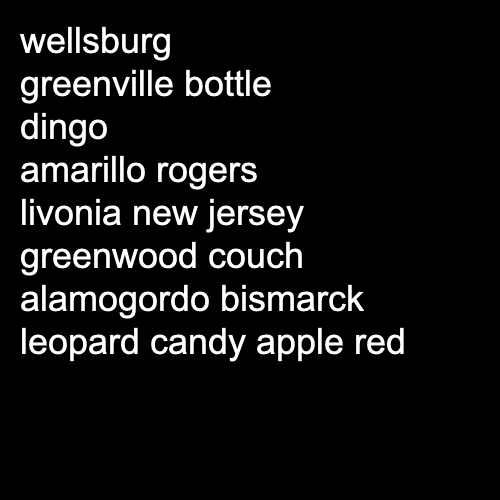 wellsburg
greenville bottle
dingo
amarillo rogers
livonia new jersey
greenwood couch
alamogordo bismarck
leopard candy apple red